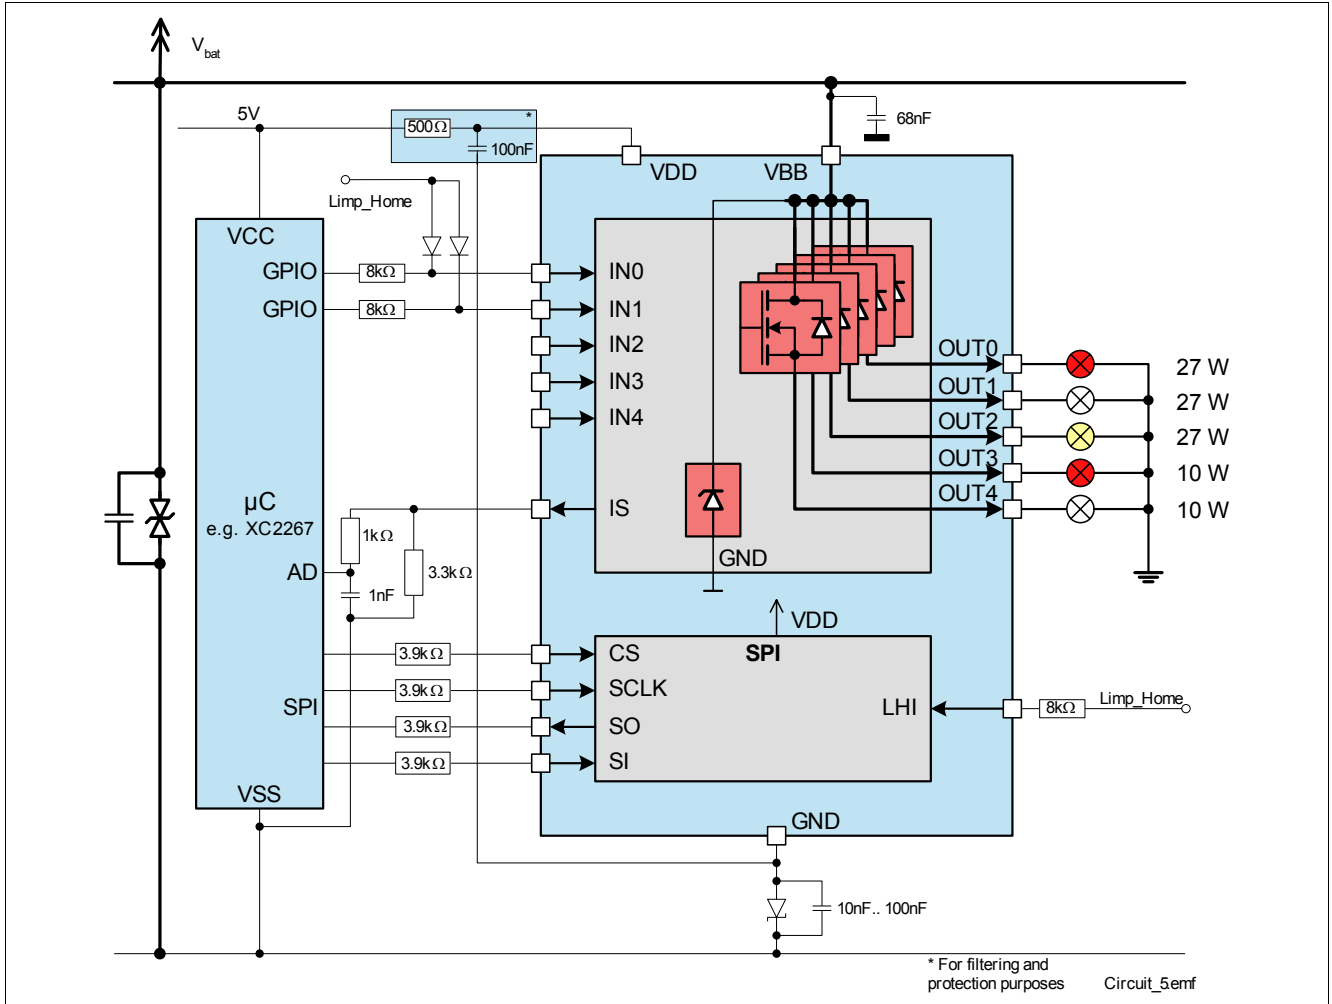 Vbat
5V
500Ω
*
100nF
68nF
VDD
VBB
Limp_Home
VCC
GPIO
8kΩ
IN0
GPIO
8kΩ
IN1
IN2
IN3
IN4
OUT0
27 W
OUT1
27 W
OUT2
27 W
OUT3
10 W
OUT4
10 W
µC
e.g. XC2267
IS
1kΩ
GND
AD
3.3kΩ
1nF
VDD
3.9kΩ
CS
SPI
3.9kΩ
SCLK
SPI
LHI
8kΩ
Limp_Home
3.9kΩ
SO
3.9kΩ
SI
VSS
GND
10nF.. 100nF
* For filtering and
protection purposes
Circuit_5.emf